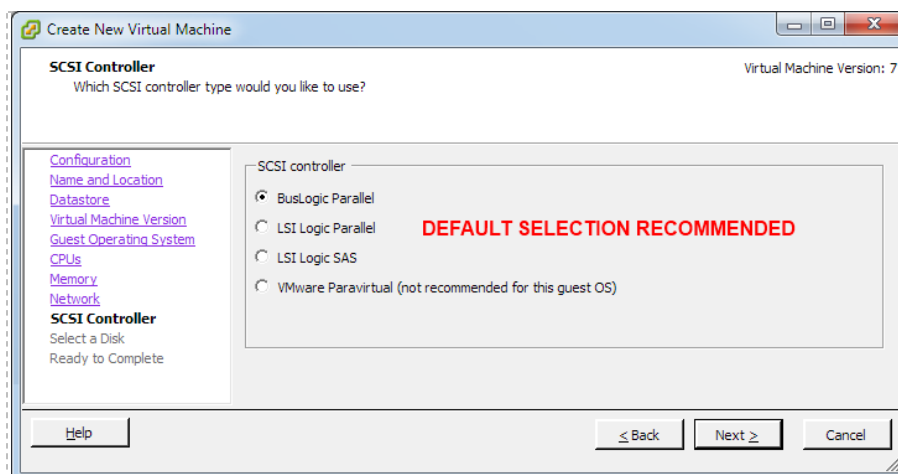 Create New Virtual Machine
SCSI Controller
Which SCSI controller type would you like to use?
Virtual Machine Version: 7
Configuration
Name and Location
Datastore
Virtual Machine Version
Guest Operating System
CPUs
Memory
Network
SCSI Controller
Select a Disk
Ready to Complete
SCSI controller
BusLogic Parallel
LSI Logic Parallel
DEFAULT SELECTION RECOMMENDED
LSI Logic SAS
VMware Paravirtual (not recommended for this guest OS)
Help
< Back
Next >
Cancel